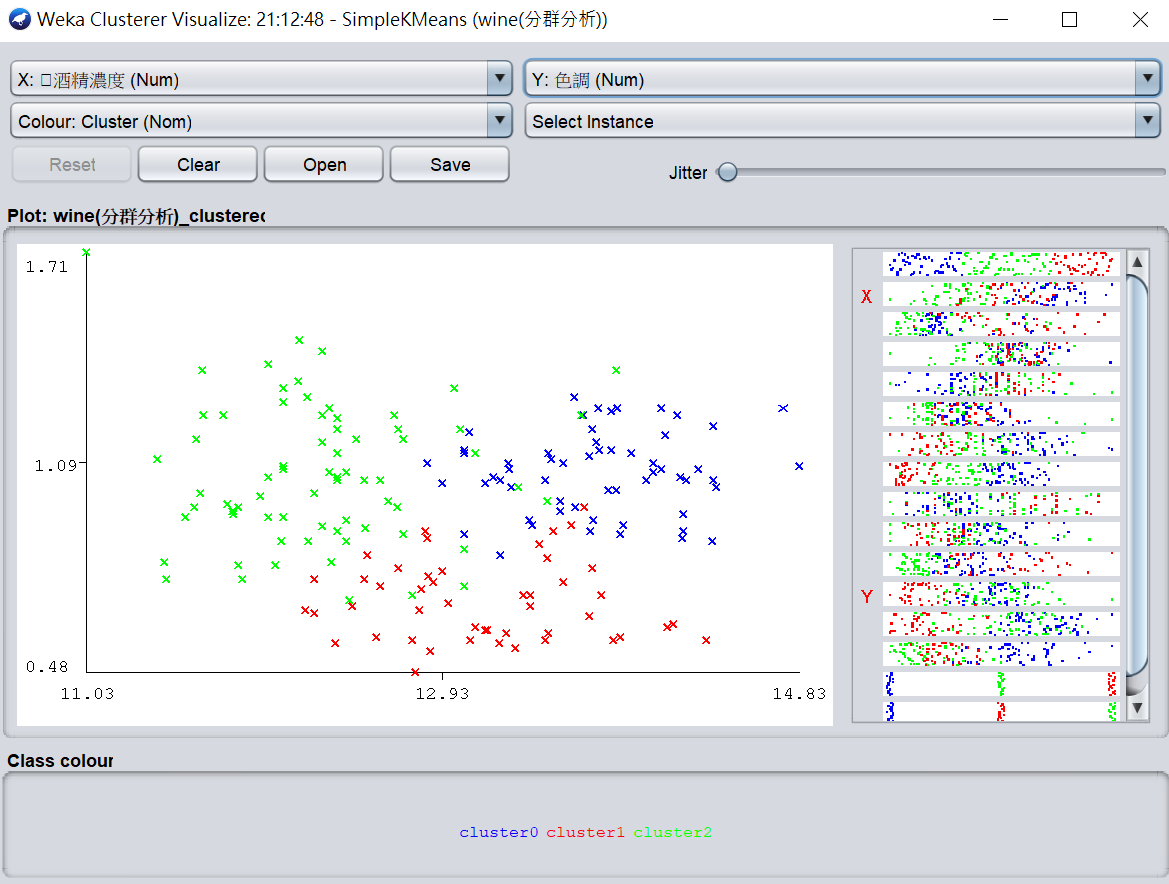 Weka Clusterer Visualize: 21:12:48 - SimpleKMeans (wine(分群分析))
X: 酒精濃度 (Num)
Y: 色調 (Num)
Colour: Cluster (Nom)
Select Instance
Reset
Clear
Open
Save
Jitter
Plot: wine(分群分析)_clustered
1.71
1.09
0.48
11.03
12.93
14.83
X
Y
Class colour
cluster0 cluster1 cluster2